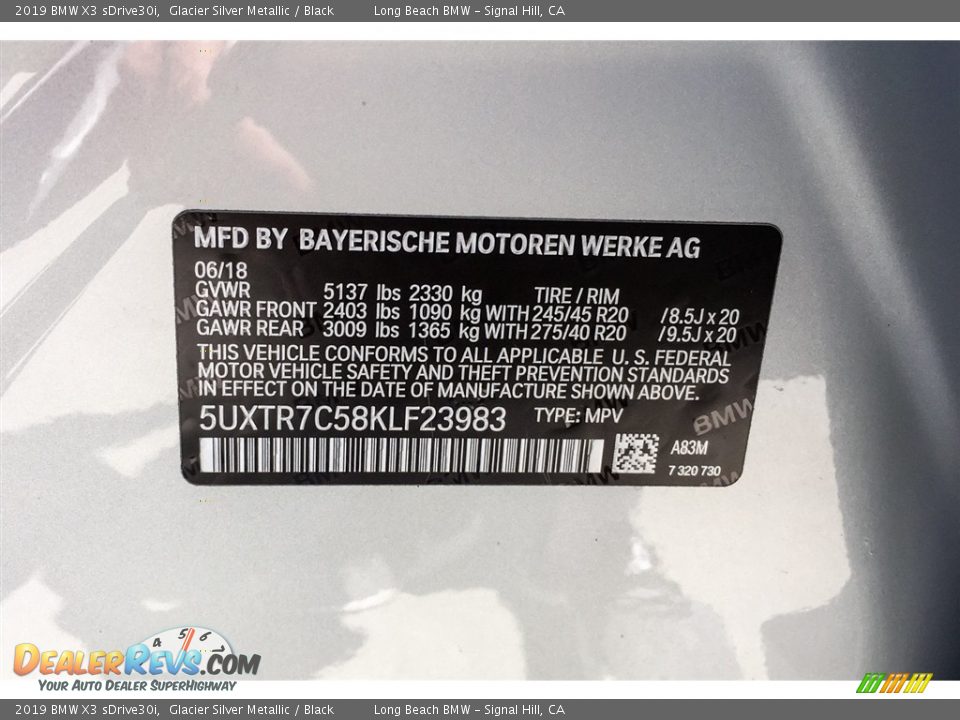 2019 BMW X3 sDrive30i, Glacier Silver Metallic / Black Long Beach BMW - Signal Hill, CA
MFD BY BAYERISCHE MOTOREN WERKE AG
06/18
GVWR 5137 lbs 2330 kg TIRE / RIM
GAWR FRONT 2403 lbs 1090 kg WITH 245/45 R20 /8.5J x 20
GAWR REAR 3009 lbs 1365 kg WITH 275/40 R20 /9.5J x 20
THIS VEHICLE CONFORMS TO ALL APPLICABLE U. S. FEDERAL
MOTOR VEHICLE SAFETY AND THEFT PREVENTION STANDARDS
IN EFFECT ON THE DATE OF MANUFACTURE SHOWN ABOVE.
5UXTR7C58KLF23983 TYPE: MPV
BMW
A83M
7 320 730
4 5 6
DealerRevs.com
Your Auto Dealer SuperHighway
2019 BMW X3 sDrive30i, Glacier Silver Metallic / Black Long Beach BMW - Signal Hill, CA